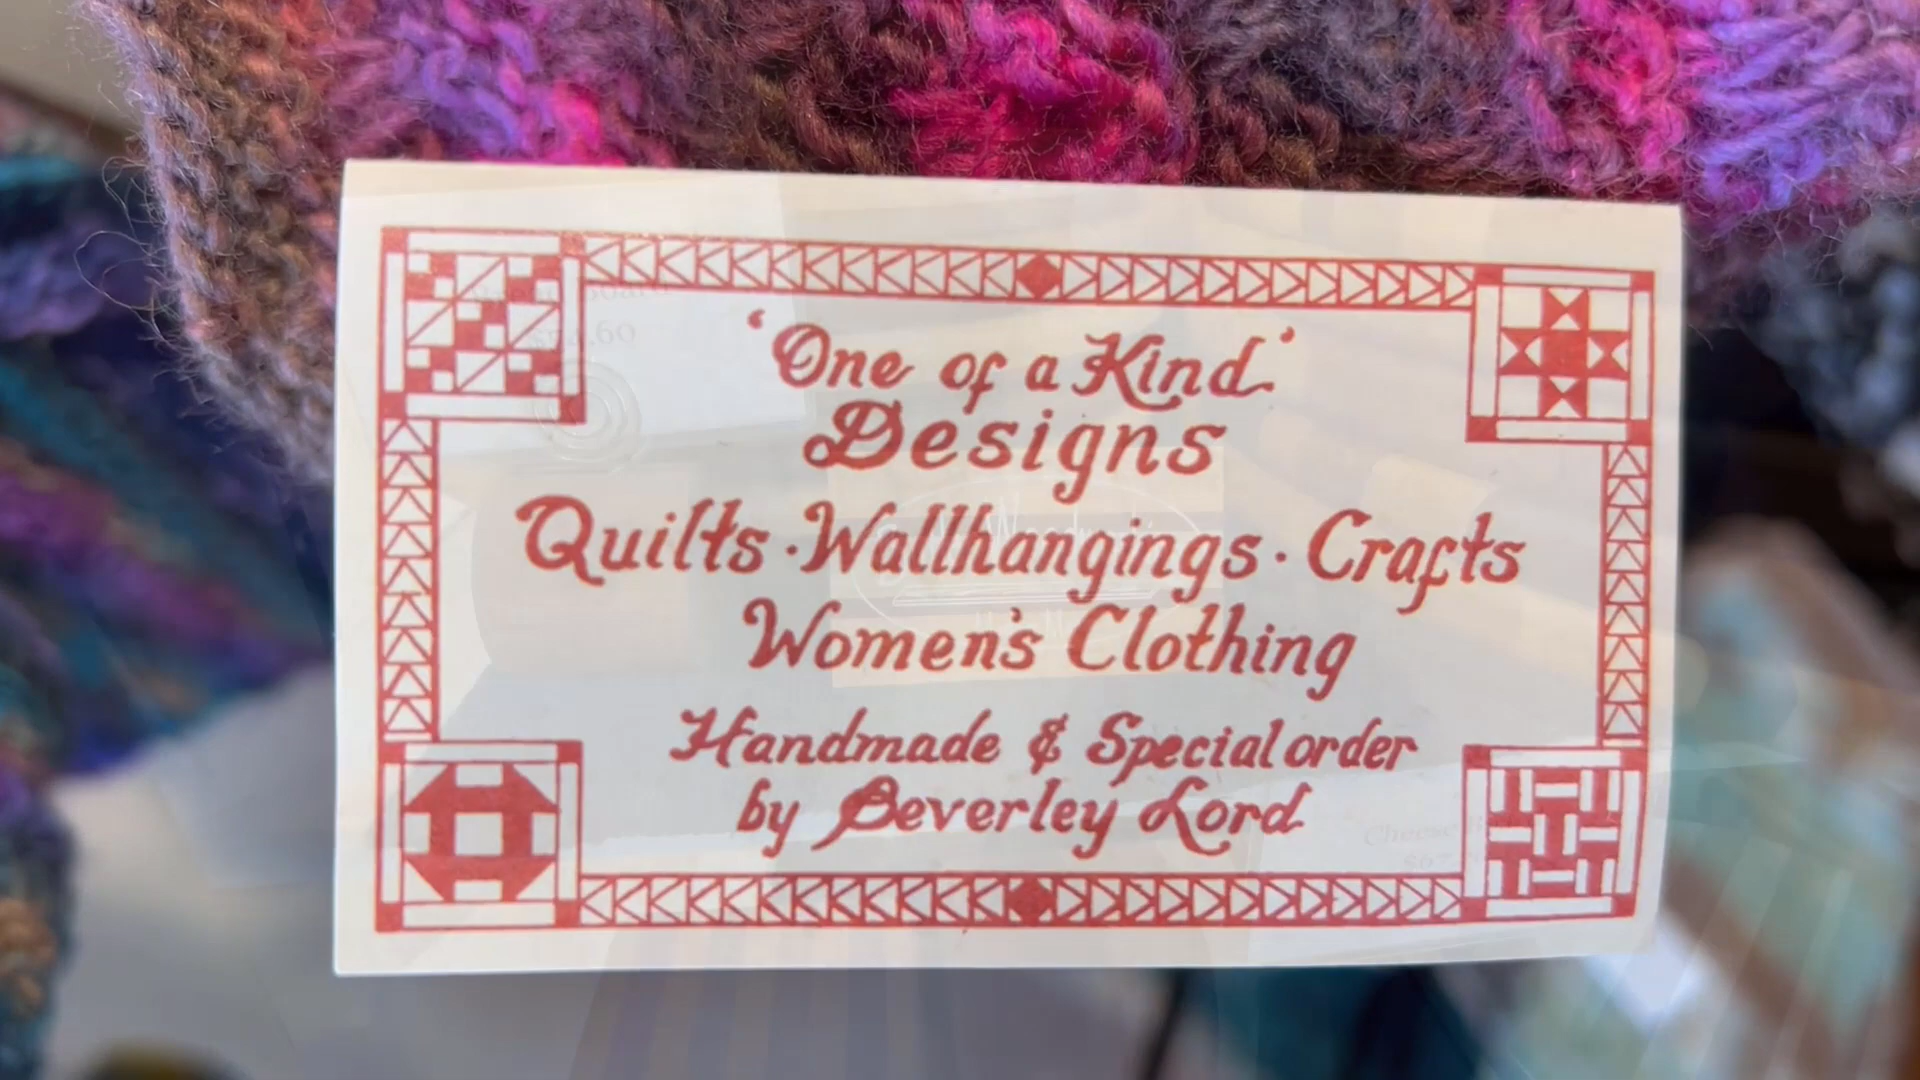 'One of a Kind'
Designs
Quilts · Wallhangings · Crafts
Women's Clothing
Handmade & Special order
by Beverley Lord